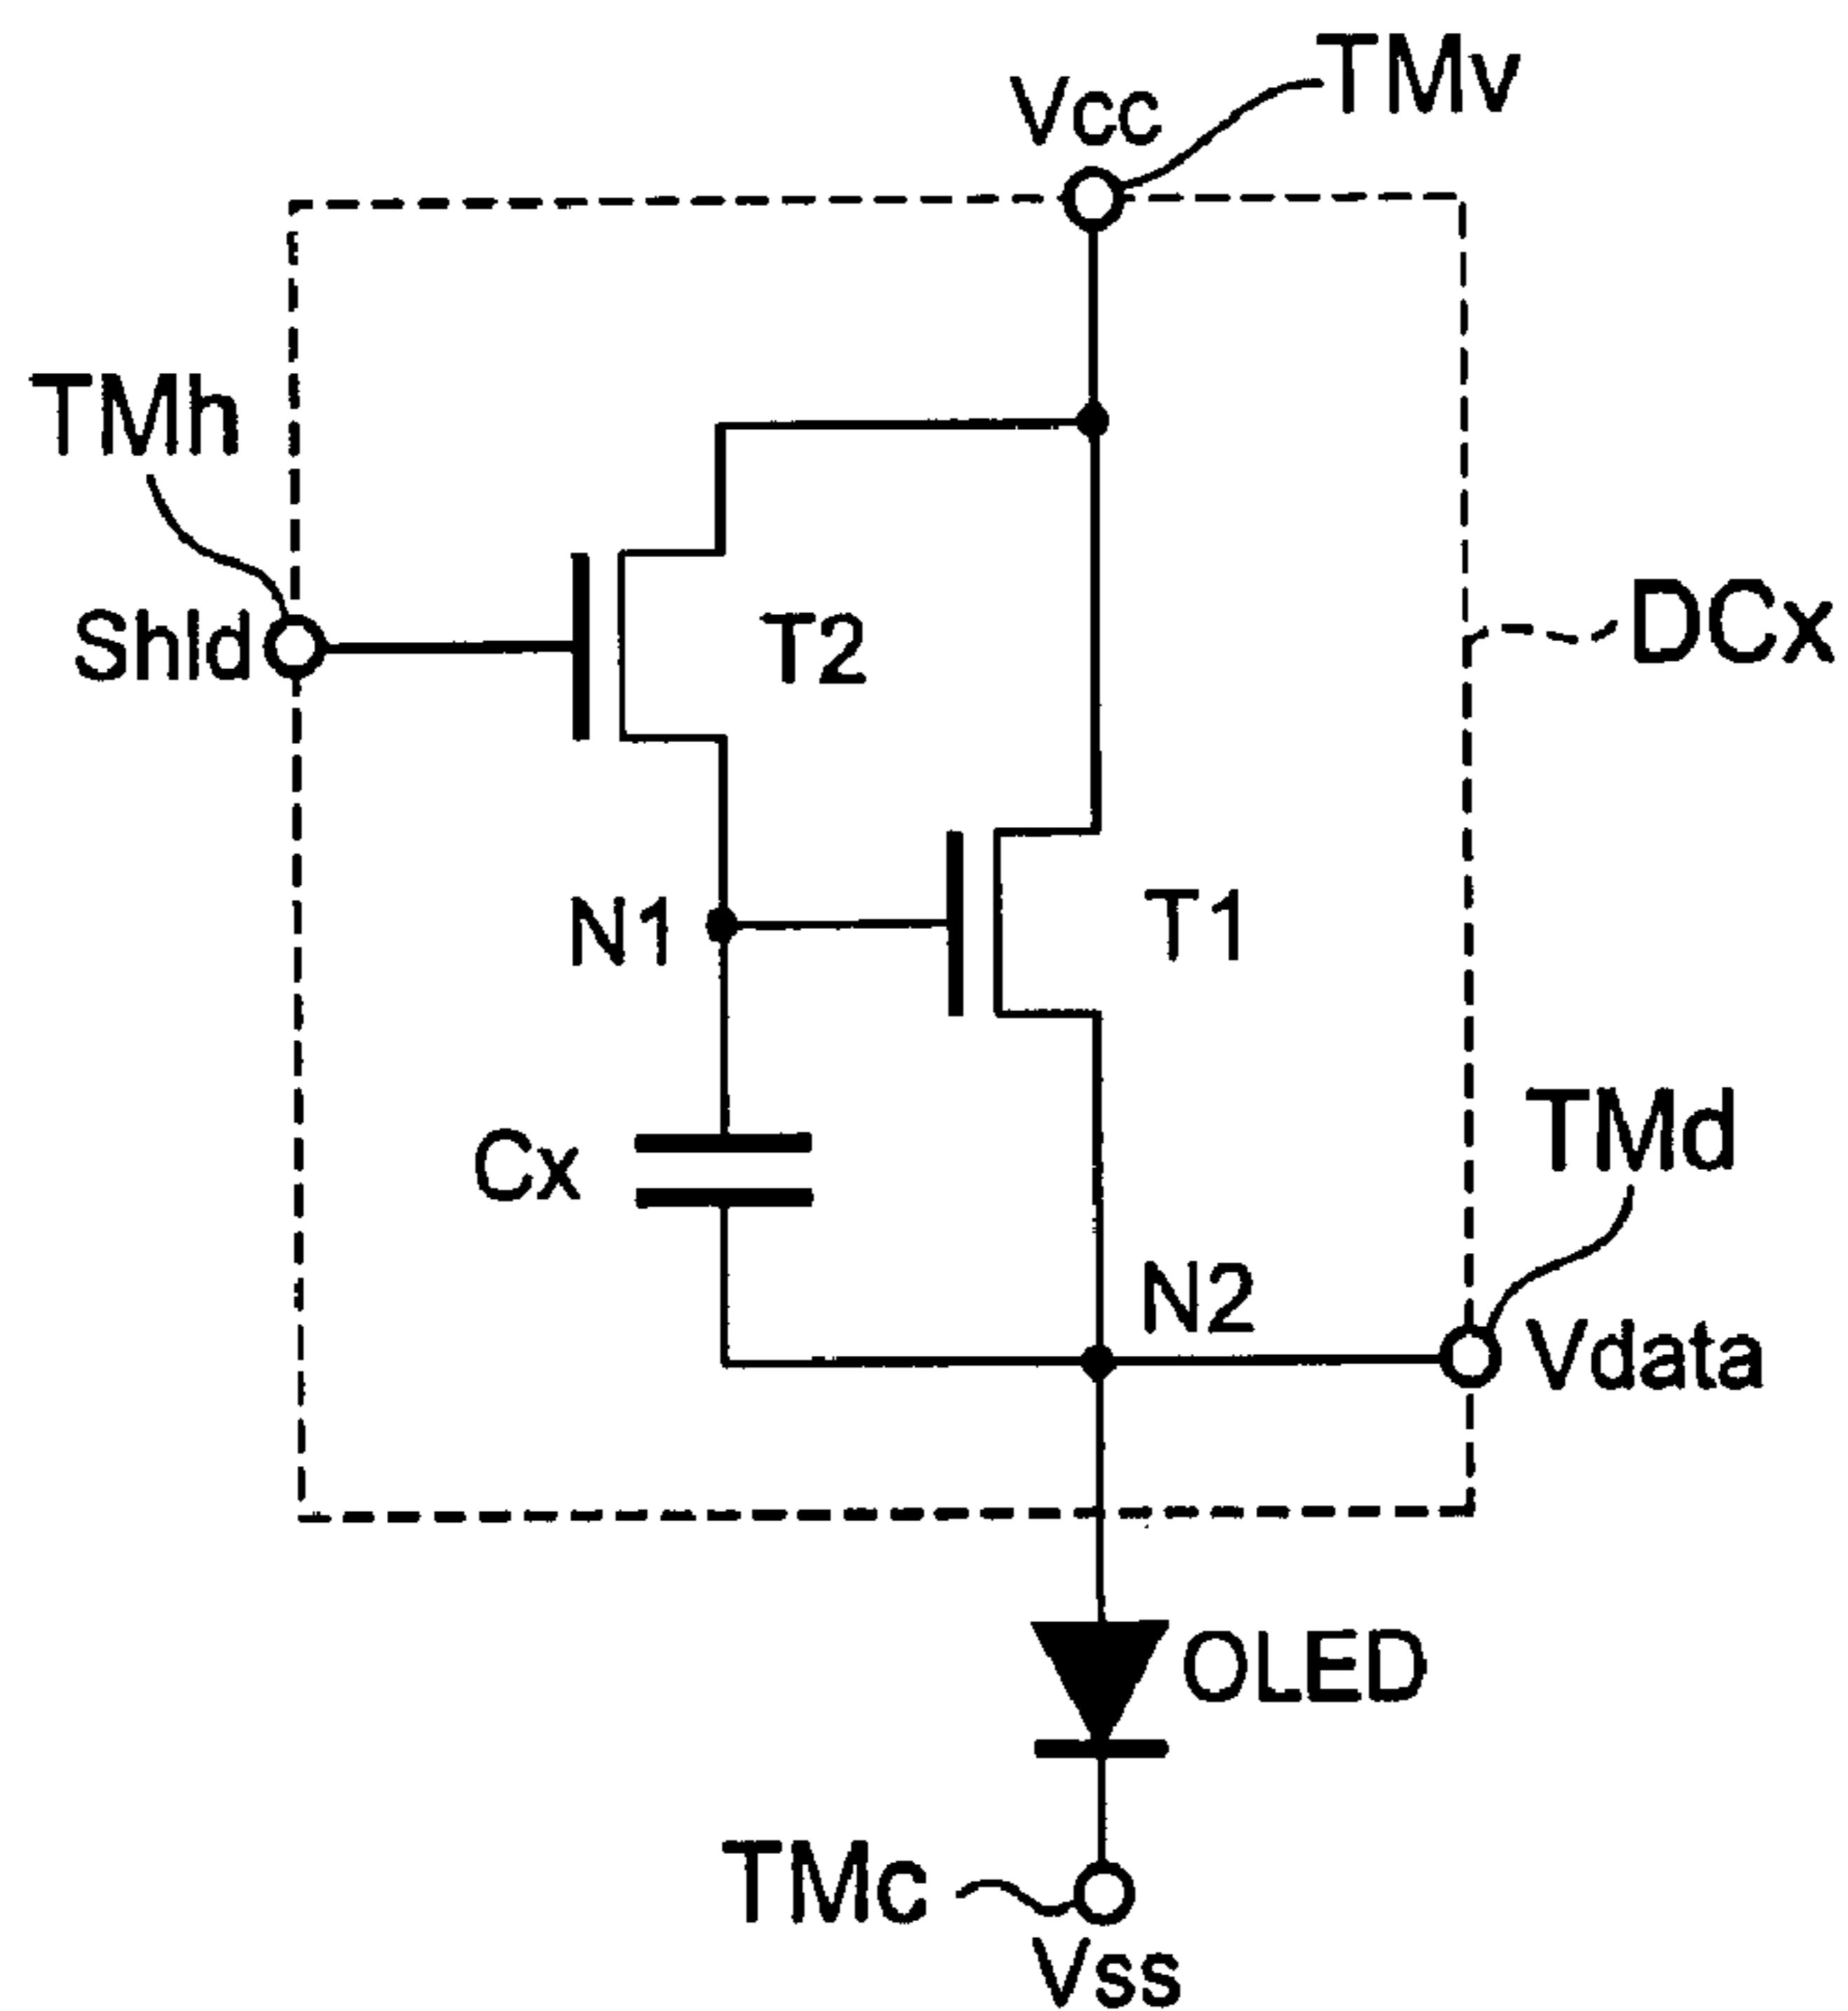 TMv
Vcc
TMh
Shld
T2
DCx
N1
T1
TMd
Cx
N2
Vdata
OLED
TMc
Vss